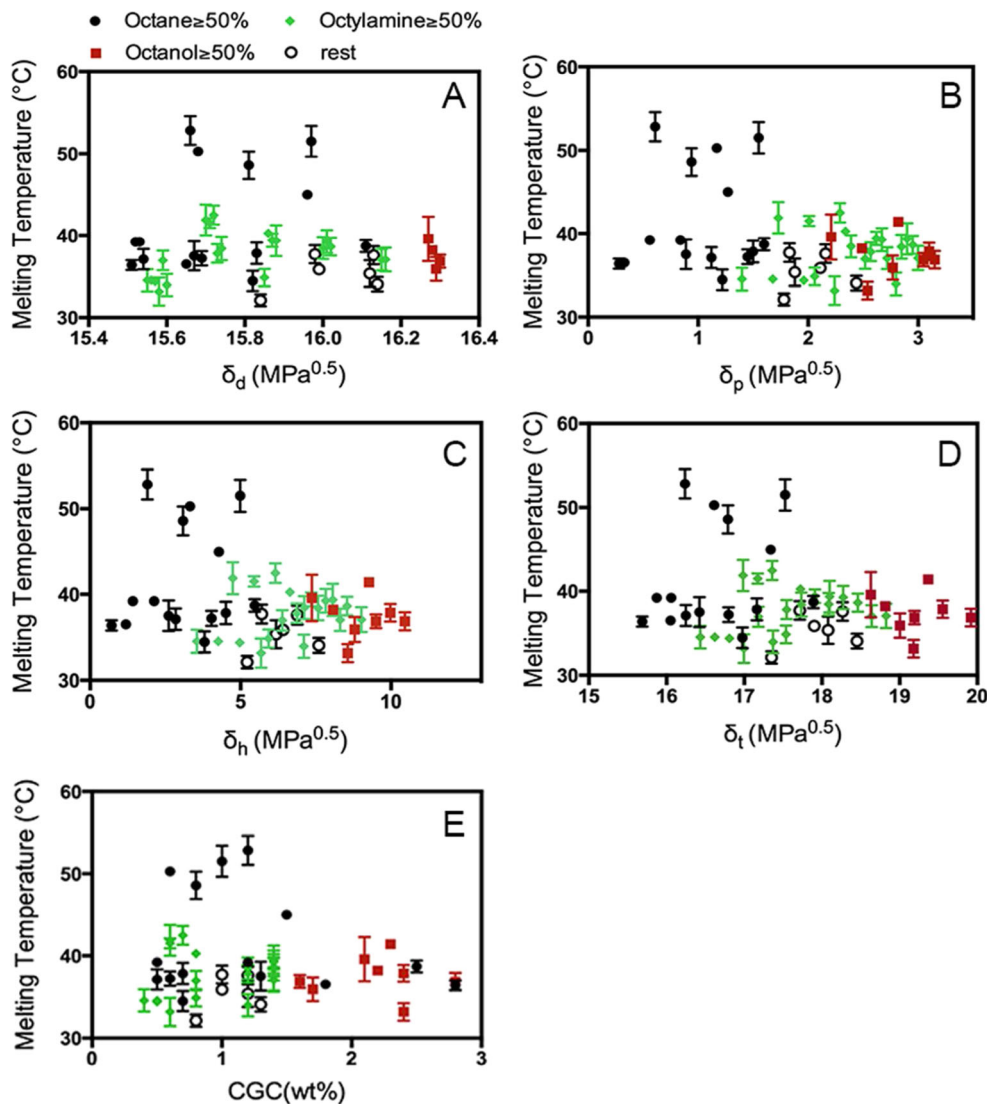 Octane≥50% Octylamine≥50%
Octanol≥50% rest
A
Melting Temperature (°C)
60
50
40
30
15.4 15.6 15.8 16.0 16.2 16.4
δd (MPa0.5)
B
Melting Temperature (°C)
60
50
40
30
0 1 2 3
δp (MPa0.5)
C
Melting Temperature (°C)
60
50
40
30
0 5 10
δh (MPa0.5)
D
Melting Temperature (°C)
60
50
40
30
15 16 17 18 19 20
δt (MPa0.5)
E
Melting Temperature (°C)
60
50
40
30
0 1 2 3
CGC(wt%)